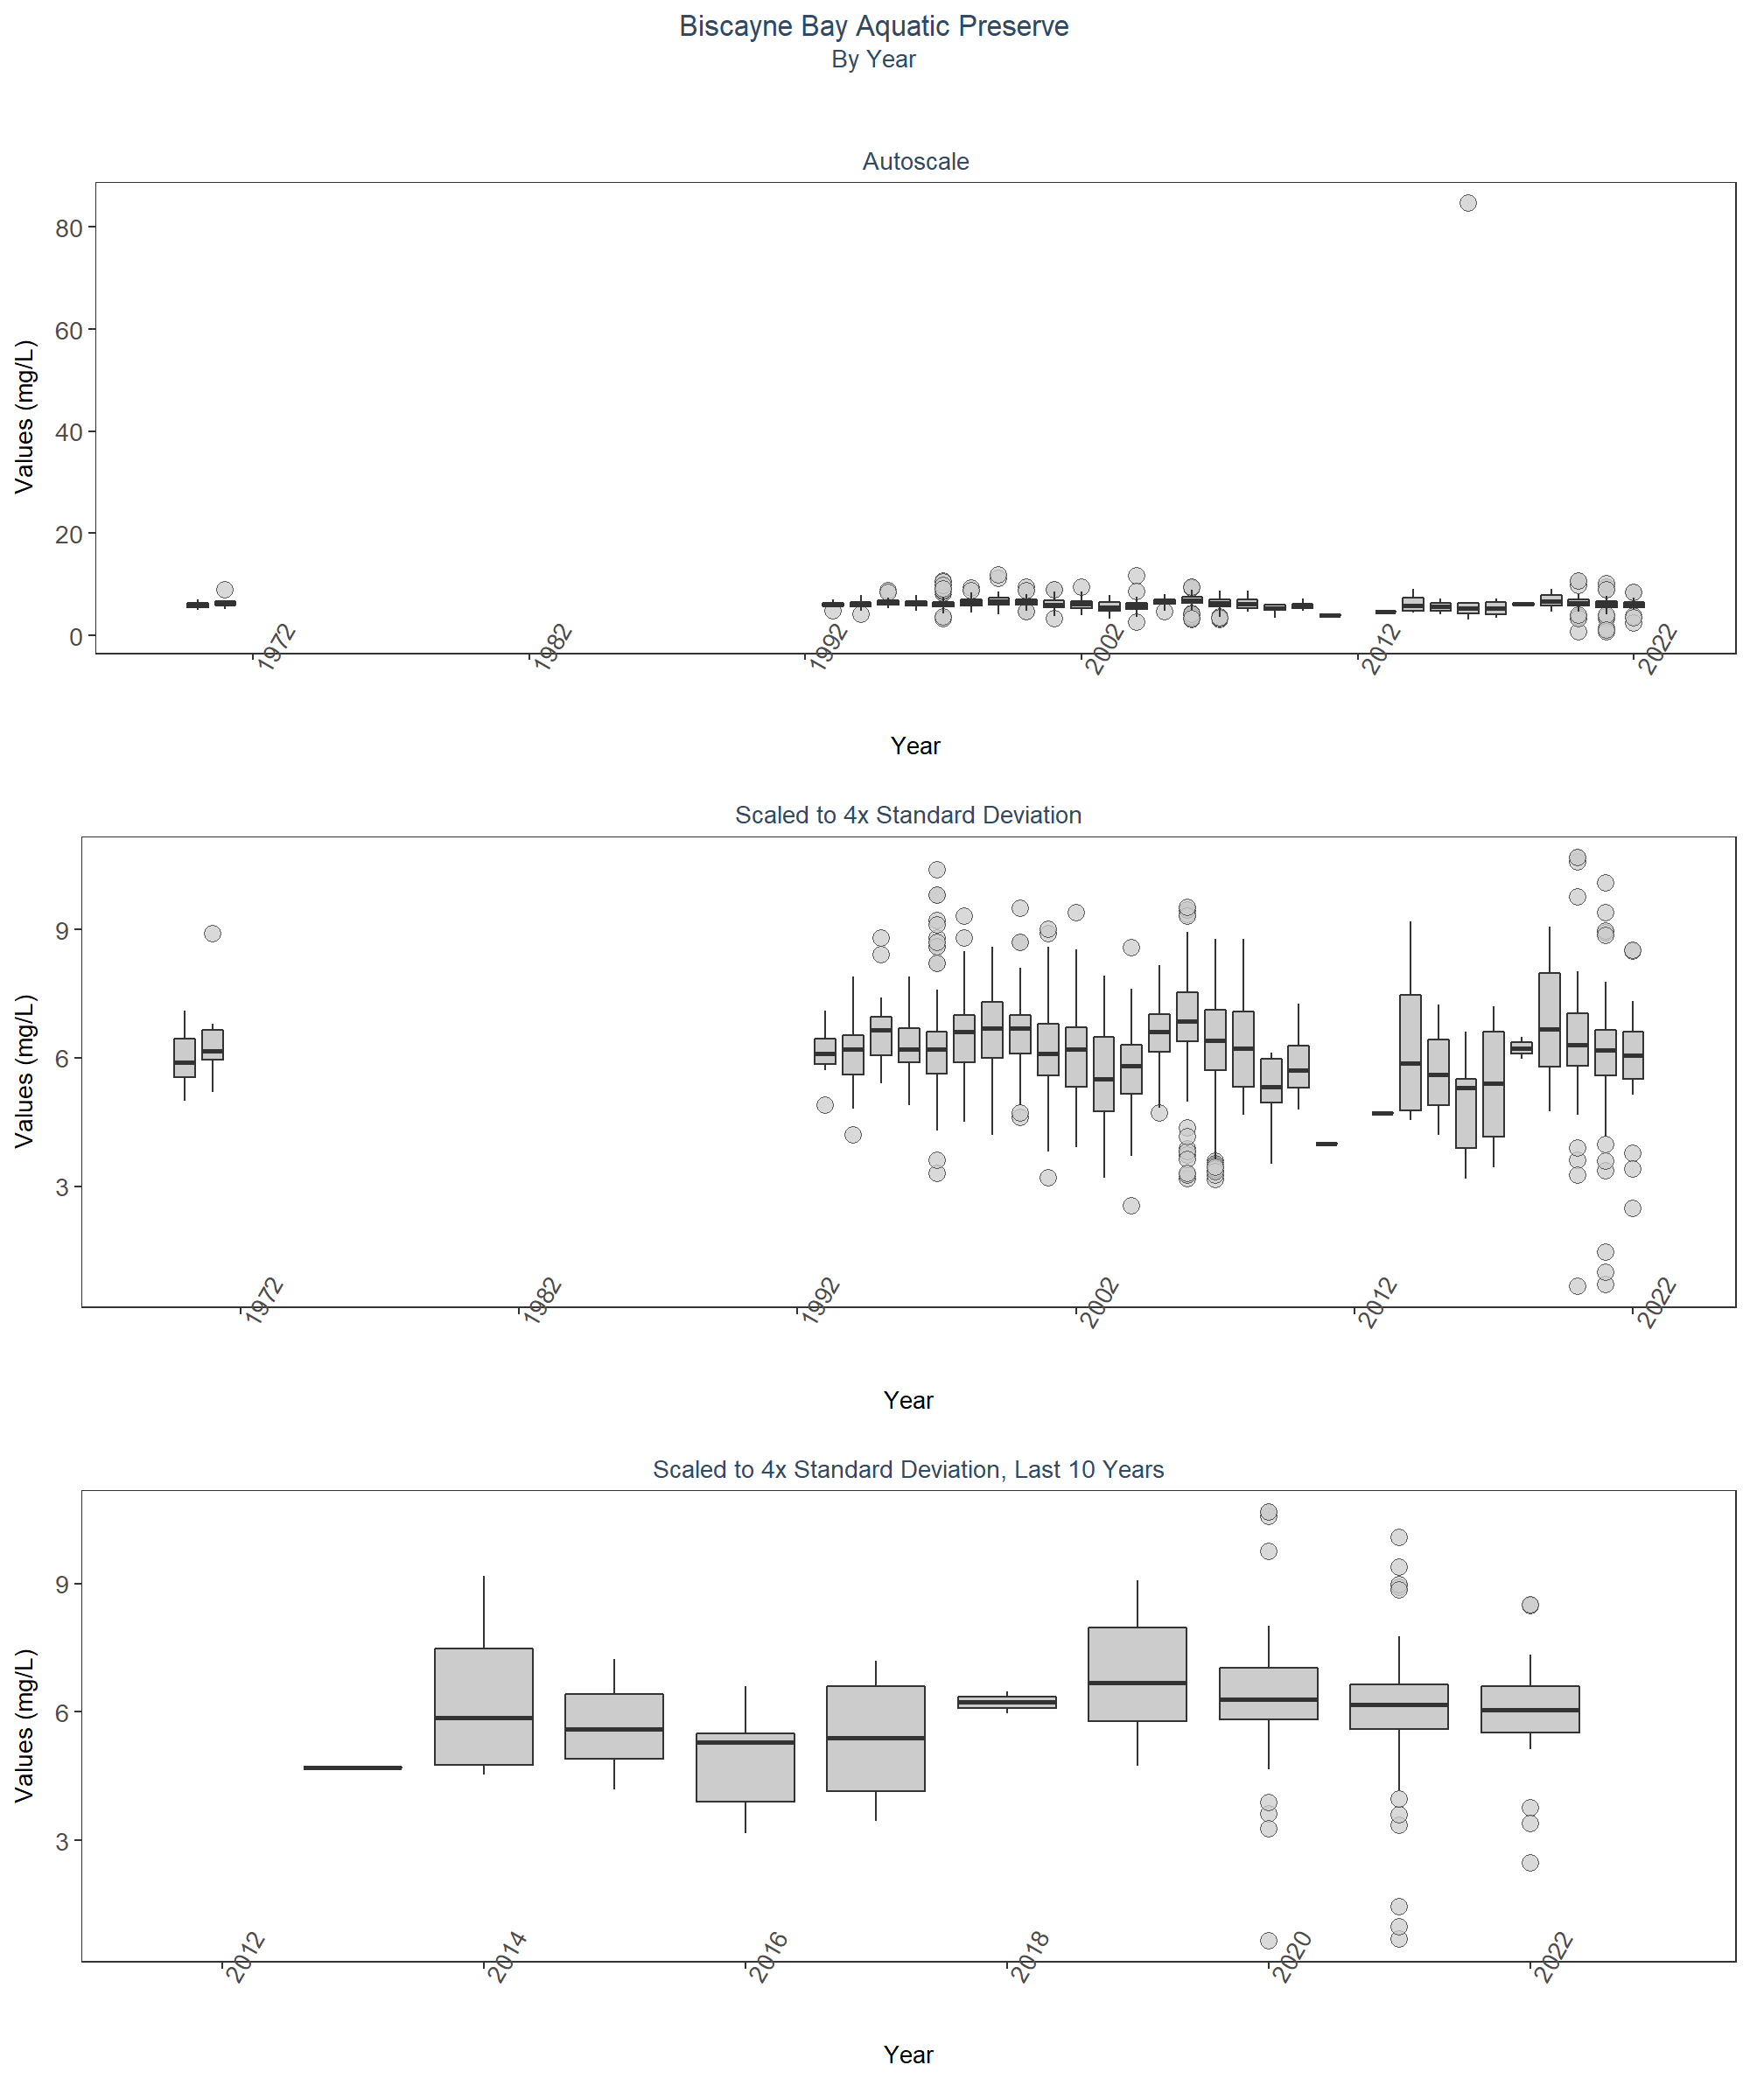 Biscayne Bay Aquatic Preserve
By Year
Autoscale
Values (mg/L)
80
60
40
20
0
1972
1982
1992
2002
2012
2022
Year
Scaled to 4x Standard Deviation
Values (mg/L)
9
6
3
1972
1982
1992
2002
2012
2022
Year
Scaled to 4x Standard Deviation, Last 10 Years
Values (mg/L)
9
6
3
2012
2014
2016
2018
2020
2022
Year